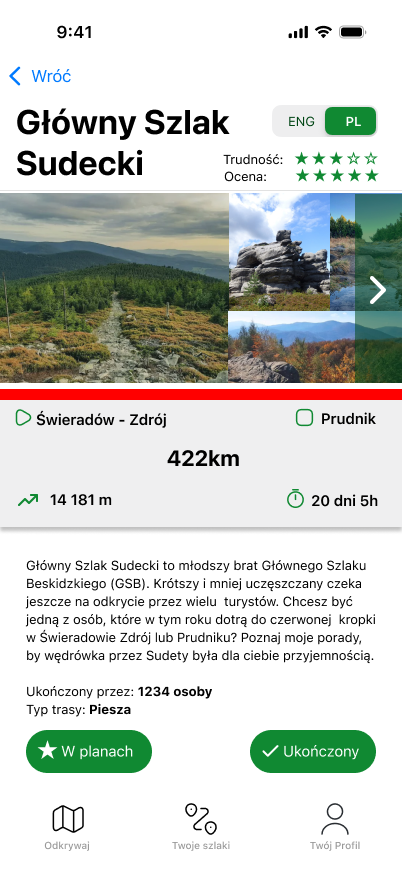 9:41
Wróć
Główny Szlak
Sudecki
ENG PL
Trudność:
Ocena:
Świeradów - Zdrój
Prudnik
422km
14 181 m
20 dni 5h
Główny Szlak Sudecki to młodszy brat Głównego Szlaku
Beskidzkiego (GSB). Krótszy i mniej uczęszczany czeka
jeszcze na odkrycie przez wielu turystów. Chcesz być
jedną z osób, które w tym roku dotrą do czerwonej kropki
w Świeradowie Zdrój lub Prudniku? Poznaj moje porady,
by wędrówka przez Sudety była dla ciebie przyjemnością.
Ukończony przez: 1234 osoby
Typ trasy: Piesza
W planach
Ukończony
Odkrywaj
Twoje szlaki
Twój Profil